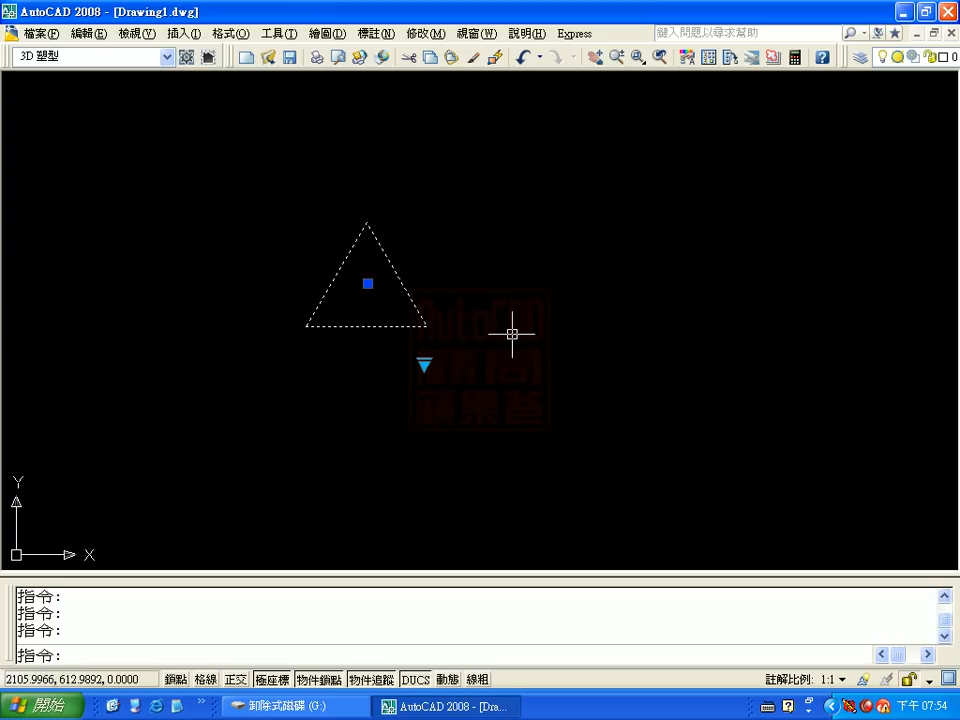 AutoCAD 2008 - [Drawing1.dwg]
檔案(F) 編輯(E) 檢視(V) 插入(I) 格式(O) 工具(T) 繪圖(D) 標註(N) 修改(M) 視窗(W) 說明(H) Express 鍵入問題以尋求幫助
3D 塑型 0
AutoCAD
蘋果爸
Y
X
指令:
指令:
指令:
指令:
2105.9966, 612.9892, 0.0000 鎖點 格線 正交 極座標 物件鎖點 物件追蹤 DUCS 動態 線粗 註解比例: 1:1
開始 卸除式磁碟 (G:) AutoCAD 2008 - [Dra... 下午 07:54